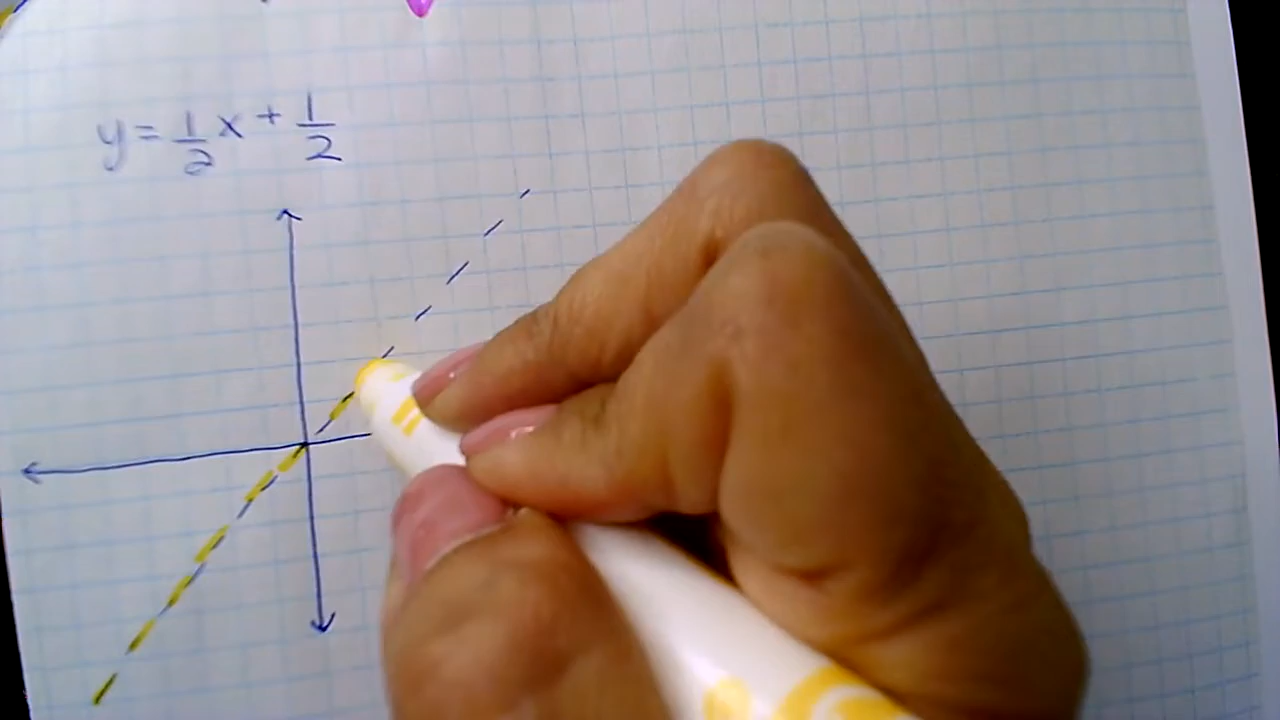 y = 1/2 x + 1/2